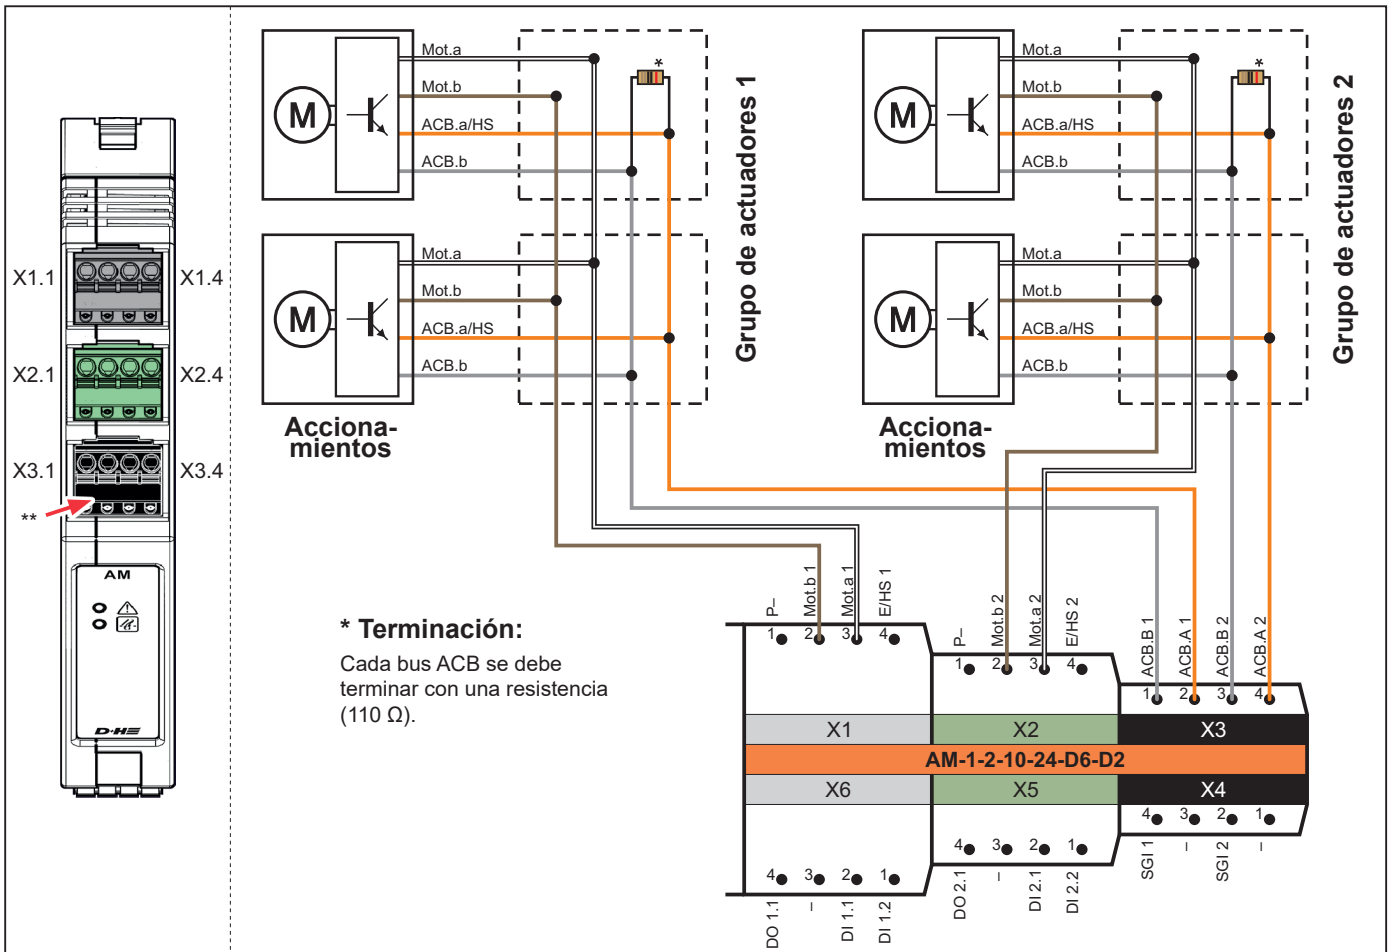 X1.1
X1.4
X2.1
X2.4
X3.1
X3.4
**
AM
D+H
Mot.a
Mot.b
ACB.a/HS
ACB.b
M
*
Mot.a
Mot.b
ACB.a/HS
ACB.b
M
Acciona-
mientos
Grupo de actuadores 1
Mot.a
Mot.b
ACB.a/HS
ACB.b
M
*
Mot.a
Mot.b
ACB.a/HS
ACB.b
M
Acciona-
mientos
Grupo de actuadores 2
* Terminación:
Cada bus ACB se debe
terminar con una resistencia
(110 Ω).
P–
Mot.b 1
Mot.a 1
E/HS 1
1 2 3 4
P–
Mot.b 2
Mot.a 2
E/HS 2
1 2 3 4
ACB.B 1
ACB.A 1
ACB.B 2
ACB.A 2
1 2 3 4
X1 X2 X3
AM-1-2-10-24-D6-D2
X6 X5 X4
4 3 2 1
DO 1.1
–
DI 1.1
DI 1.2
4 3 2 1
DO 2.1
–
DI 2.1
DI 2.2
4 3 2 1
SGI 1
–
SGI 2
–